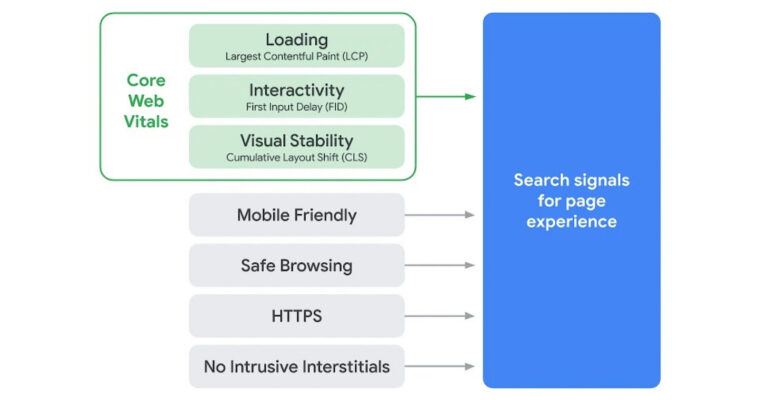 Core
Web
Vitals
Loading
Largest Contentful Paint (LCP)
Interactivity
First Input Delay (FID)
Visual Stability
Cumulative Layout Shift (CLS)
Mobile Friendly
Safe Browsing
HTTPS
No Intrusive Interstitials
Search signals
for page
experience